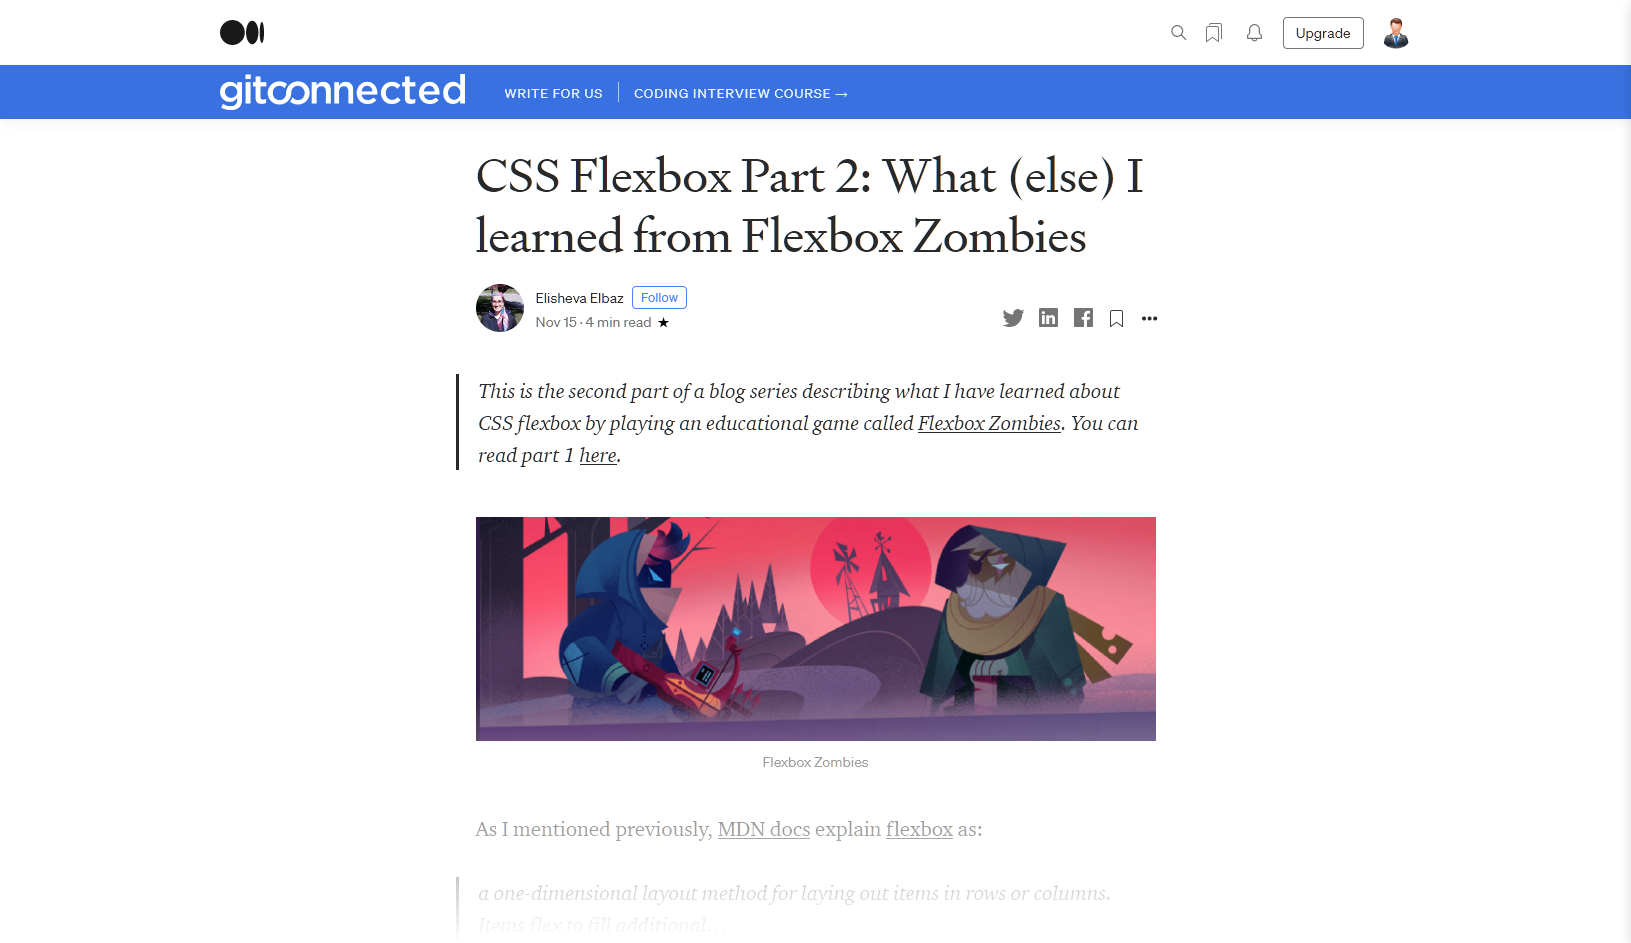 Upgrade
gitconnected
WRITE FOR US
CODING INTERVIEW COURSE →
CSS Flexbox Part 2: What (else) I
learned from Flexbox Zombies
Elisheva Elbaz
Follow
Nov 15 · 4 min read ★
This is the second part of a blog series describing what I have learned about
CSS flexbox by playing an educational game called Flexbox Zombies. You can
read part 1 here.
Flexbox Zombies
As I mentioned previously, MDN docs explain flexbox as:
a one-dimensional layout method for laying out items in rows or columns.
Items flex to fill additional…